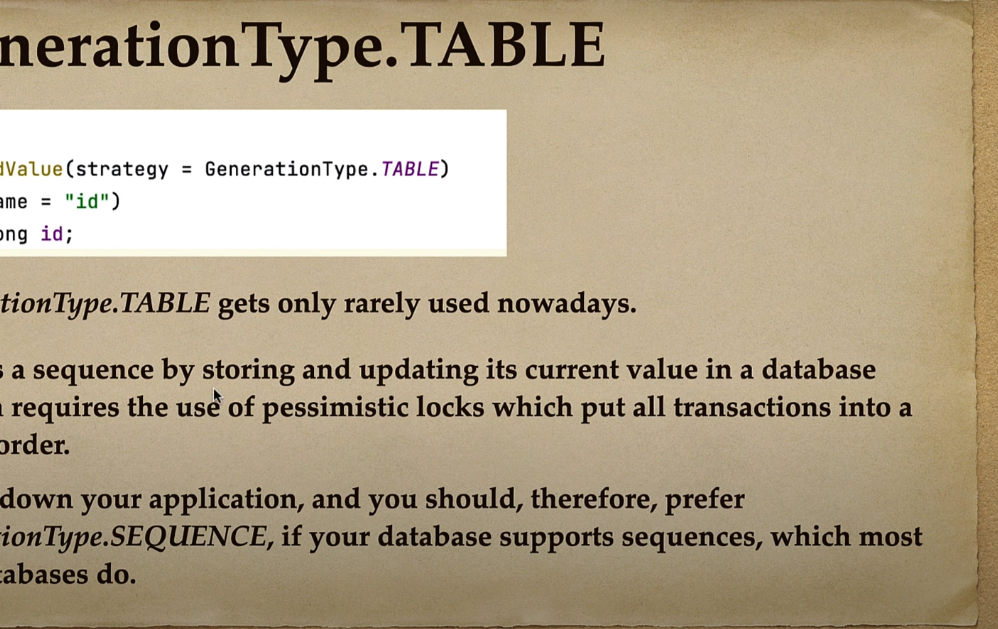 nerationType.TABLE
dValue(strategy = GenerationType.TABLE)
ame = "id")
ong id;
tionType.TABLE gets only rarely used nowadays.
s a sequence by storing and updating its current value in a database
requires the use of pessimistic locks which put all transactions into a
order.
down your application, and you should, therefore, prefer
tionType.SEQUENCE, if your database supports sequences, which most
tabases do.